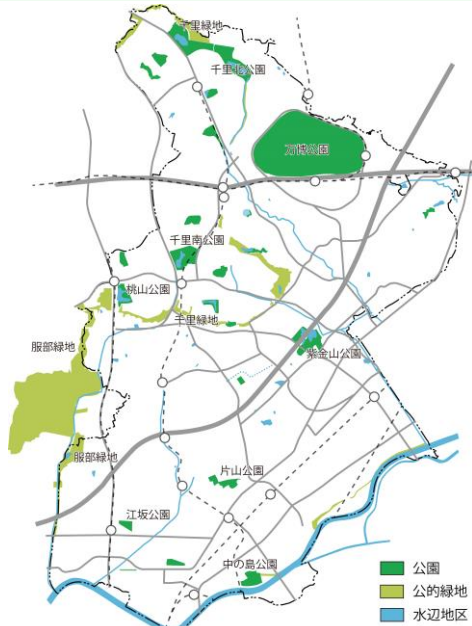 千里緑地
千里北公園
万博公園
千里南公園
桃山公園
千里緑地
服部緑地
紫金山公園
服部緑地
片山公園
江坂公園
中の島公園
公園
公的緑地
水辺地区